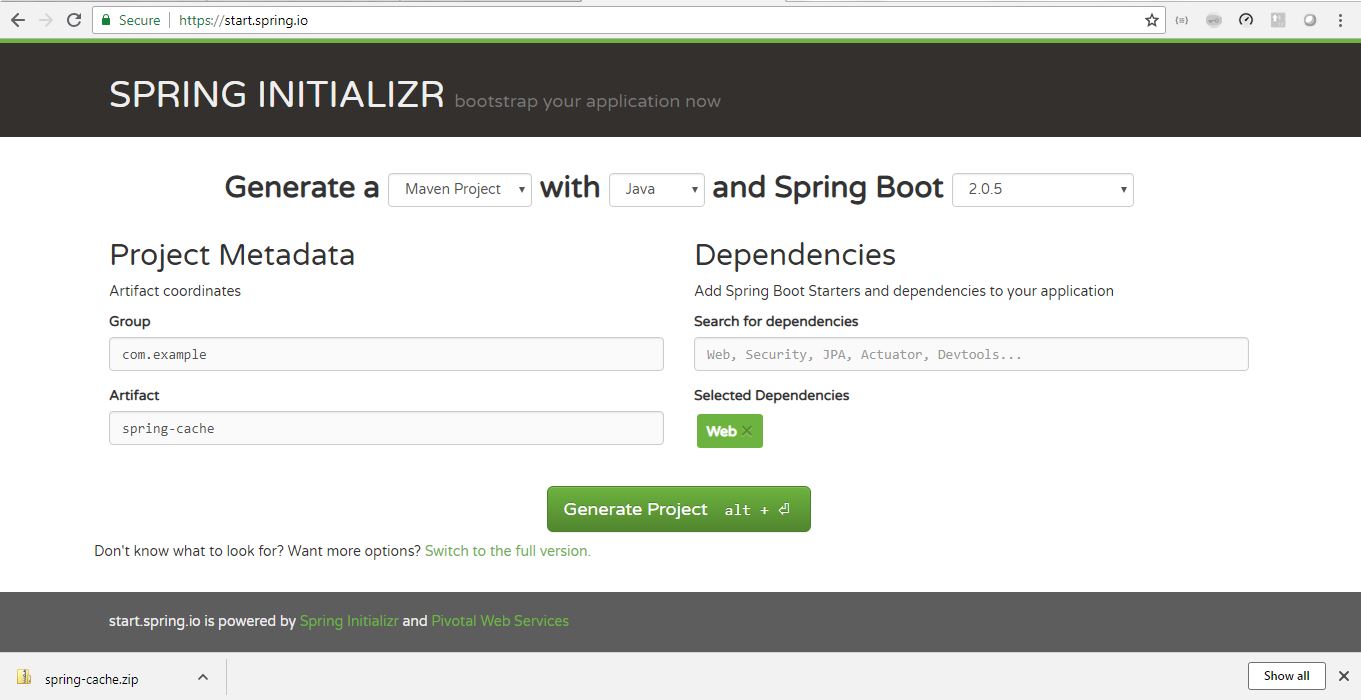 Secure https://start.spring.io
SPRING INITIALIZR bootstrap your application now
Generate a Maven Project with Java and Spring Boot 2.0.5
Project Metadata
Artifact coordinates
Group
com.example
Artifact
spring-cache
Dependencies
Add Spring Boot Starters and dependencies to your application
Search for dependencies
Web, Security, JPA, Actuator, Devtools...
Selected Dependencies
Web ×
Generate Project alt + ⏎
Don't know what to look for? Want more options? Switch to the full version.
start.spring.io is powered by Spring Initializr and Pivotal Web Services
spring-cache.zip
Show all